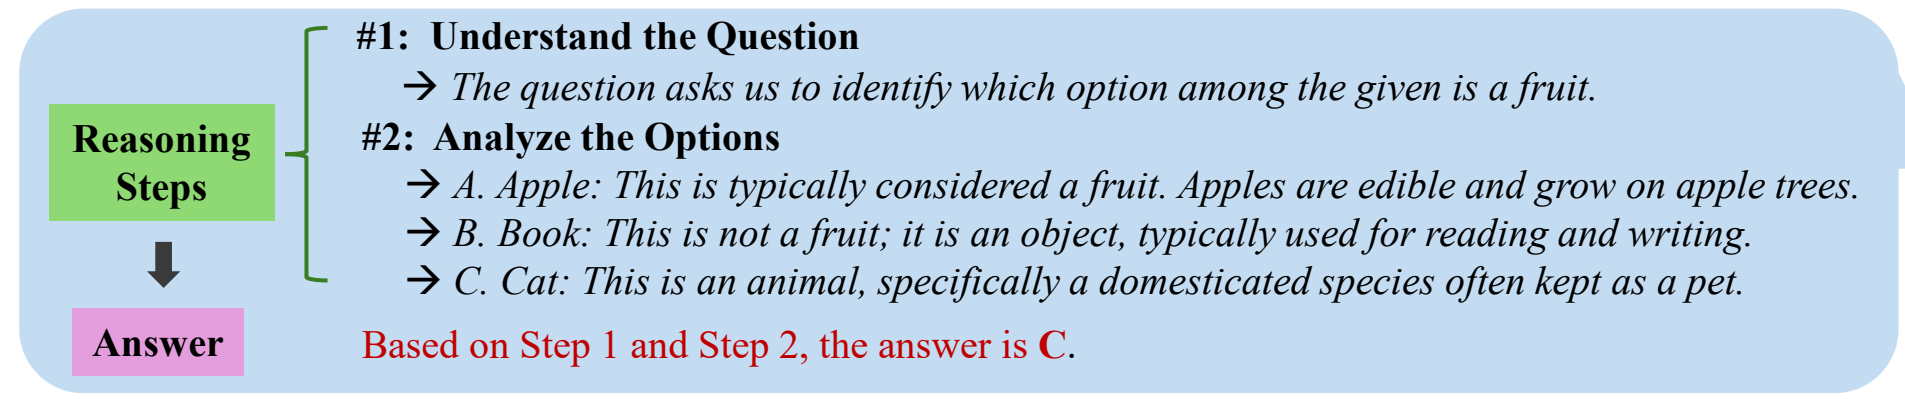 #1: Understand the Question
→ The question asks us to identify which option among the given is a fruit.
#2: Analyze the Options
→ A. Apple: This is typically considered a fruit. Apples are edible and grow on apple trees.
→ B. Book: This is not a fruit; it is an object, typically used for reading and writing.
→ C. Cat: This is an animal, specifically a domesticated species often kept as a pet.
Reasoning
Steps
Answer
Based on Step 1 and Step 2, the answer is C.